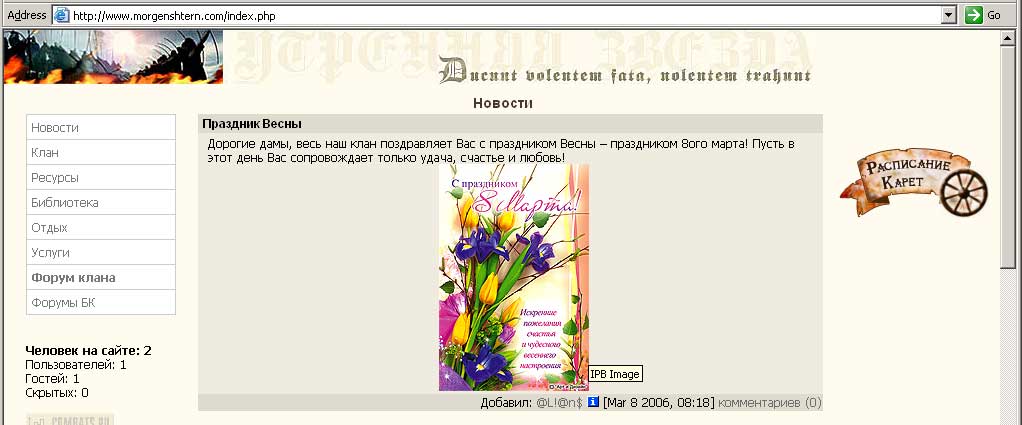 Address http://www.morgenshtern.com/index.php Go
УТРЕННЯЯ ЗВЕЗДА
Ducunt volentem fata, nolentem trahunt
Новости
Новости
Клан
Ресурсы
Библиотека
Отдых
Услуги
Форум клана
Форумы БК
Человек на сайте: 2
Пользователей: 1
Гостей: 1
Скрытых: 0
COMBATS.RU
Праздник Весны
Дорогие дамы, весь наш клан поздравляет Вас с праздником Весны – праздником 8ого марта! Пусть в
этот день Вас сопровождает только удача, счастье и любовь!
С праздником
8 Марта!
Искренние
пожелания
счастья
и чудесного
весеннего
настроения
© Арт и Дизайн
IPB Image
Добавил: @L!@n$ i [Mar 8 2006, 08:18] комментариев (0)
Расписание
Карет